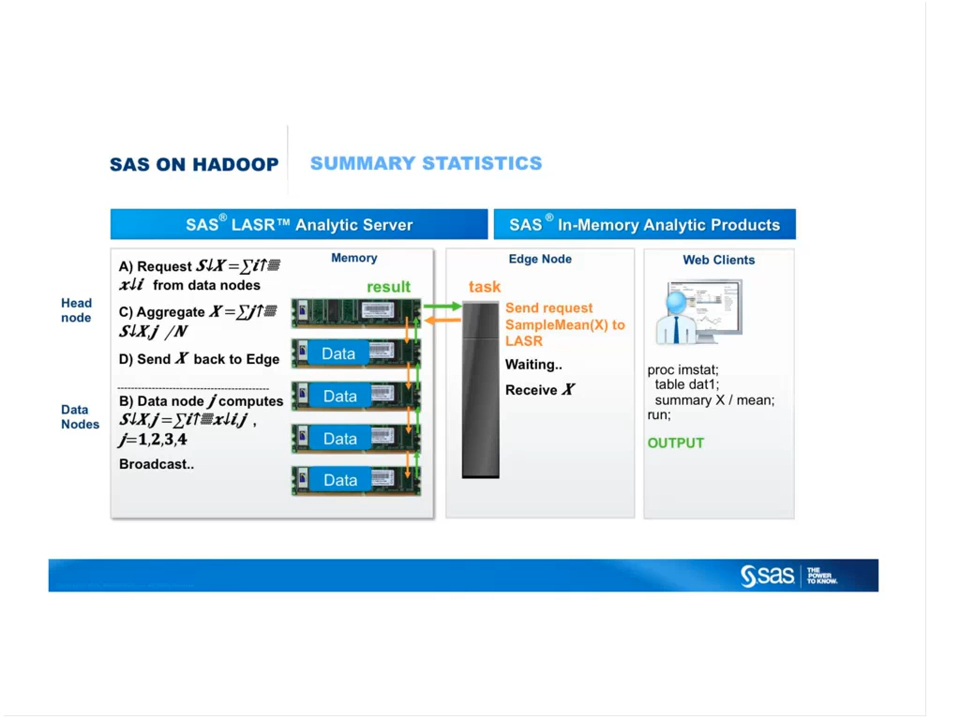 SAS ON HADOOP
SUMMARY STATISTICS
SAS® LASR™ Analytic Server
SAS® In-Memory Analytic Products
Head
node
Data
Nodes
A) Request S↓X=∑i↑▒
x↓i from data nodes
C) Aggregate X=∑j↑▒
S↓X,j /N
D) Send X back to Edge
B) Data node j computes
S↓X,j=∑i↑▒x↓i,j ,
j=1,2,3,4
Broadcast..
Memory
result
Data
Data
Data
Data
Edge Node
task
Send request
SampleMean(X) to
LASR
Waiting..
Receive X
Web Clients
proc imstat;
table dat1;
summary X / mean;
run;
OUTPUT
sas
THE
POWER
TO KNOW.